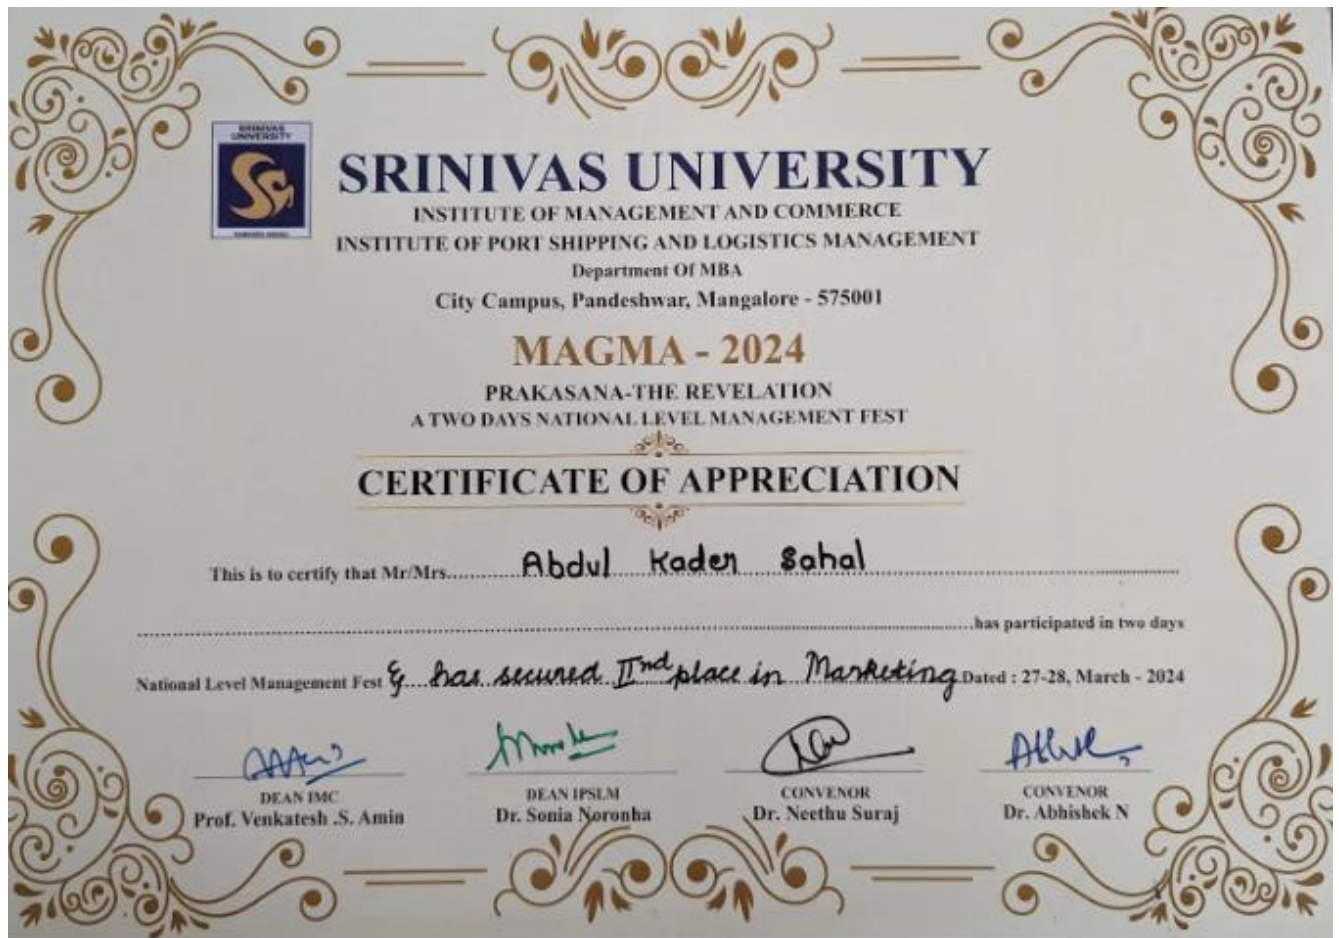 SRINIVAS
UNIVERSITY
SRINIVAS UNIVERSITY
INSTITUTE OF MANAGEMENT AND COMMERCE
INSTITUTE OF PORT SHIPPING AND LOGISTICS MANAGEMENT
Department Of MBA
City Campus, Pandeshwar, Mangalore - 575001
MAGMA - 2024
PRAKASANA-THE REVELATION
A TWO DAYS NATIONAL LEVEL MANAGEMENT FEST
CERTIFICATE OF APPRECIATION
This is to certify that Mr/Mrs. Abdul Kader Sahal
has participated in two days
National Level Management Fest & has secured IInd place in Marketing Dated : 27-28, March - 2024
DEAN IMC DEAN IPSLM CONVENOR CONVENOR
Prof. Venkatesh .S. Amin Dr. Sonia Noronha Dr. Neethu Suraj Dr. Abhishek N